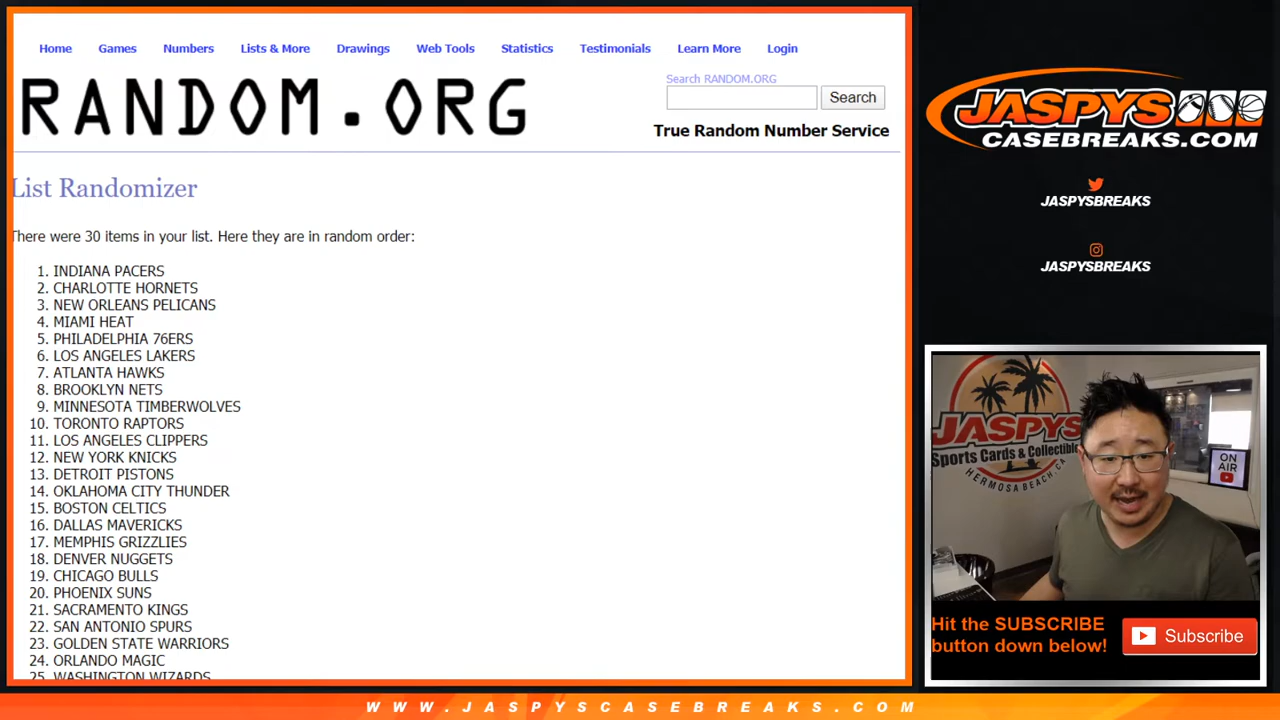 Home Games Numbers Lists & More Drawings Web Tools Statistics Testimonials Learn More Login
RANDOM.ORG
Search RANDOM.ORG
Search
True Random Number Service
List Randomizer
There were 30 items in your list. Here they are in random order:
1. INDIANA PACERS
2. CHARLOTTE HORNETS
3. NEW ORLEANS PELICANS
4. MIAMI HEAT
5. PHILADELPHIA 76ERS
6. LOS ANGELES LAKERS
7. ATLANTA HAWKS
8. BROOKLYN NETS
9. MINNESOTA TIMBERWOLVES
10. TORONTO RAPTORS
11. LOS ANGELES CLIPPERS
12. NEW YORK KNICKS
13. DETROIT PISTONS
14. OKLAHOMA CITY THUNDER
15. BOSTON CELTICS
16. DALLAS MAVERICKS
17. MEMPHIS GRIZZLIES
18. DENVER NUGGETS
19. CHICAGO BULLS
20. PHOENIX SUNS
21. SACRAMENTO KINGS
22. SAN ANTONIO SPURS
23. GOLDEN STATE WARRIORS
24. ORLANDO MAGIC
25. WASHINGTON WIZARDS
JASPYS
CASEBREAKS.COM
JASPYSBREAKS
JASPYSBREAKS
JASPYS
Sports Cards & Collectibles
HERMOSA BEACH, CA
ON
AIR
Hit the SUBSCRIBE
button down below!
Subscribe
WWW.JASPYSCASEBREAKS.COM